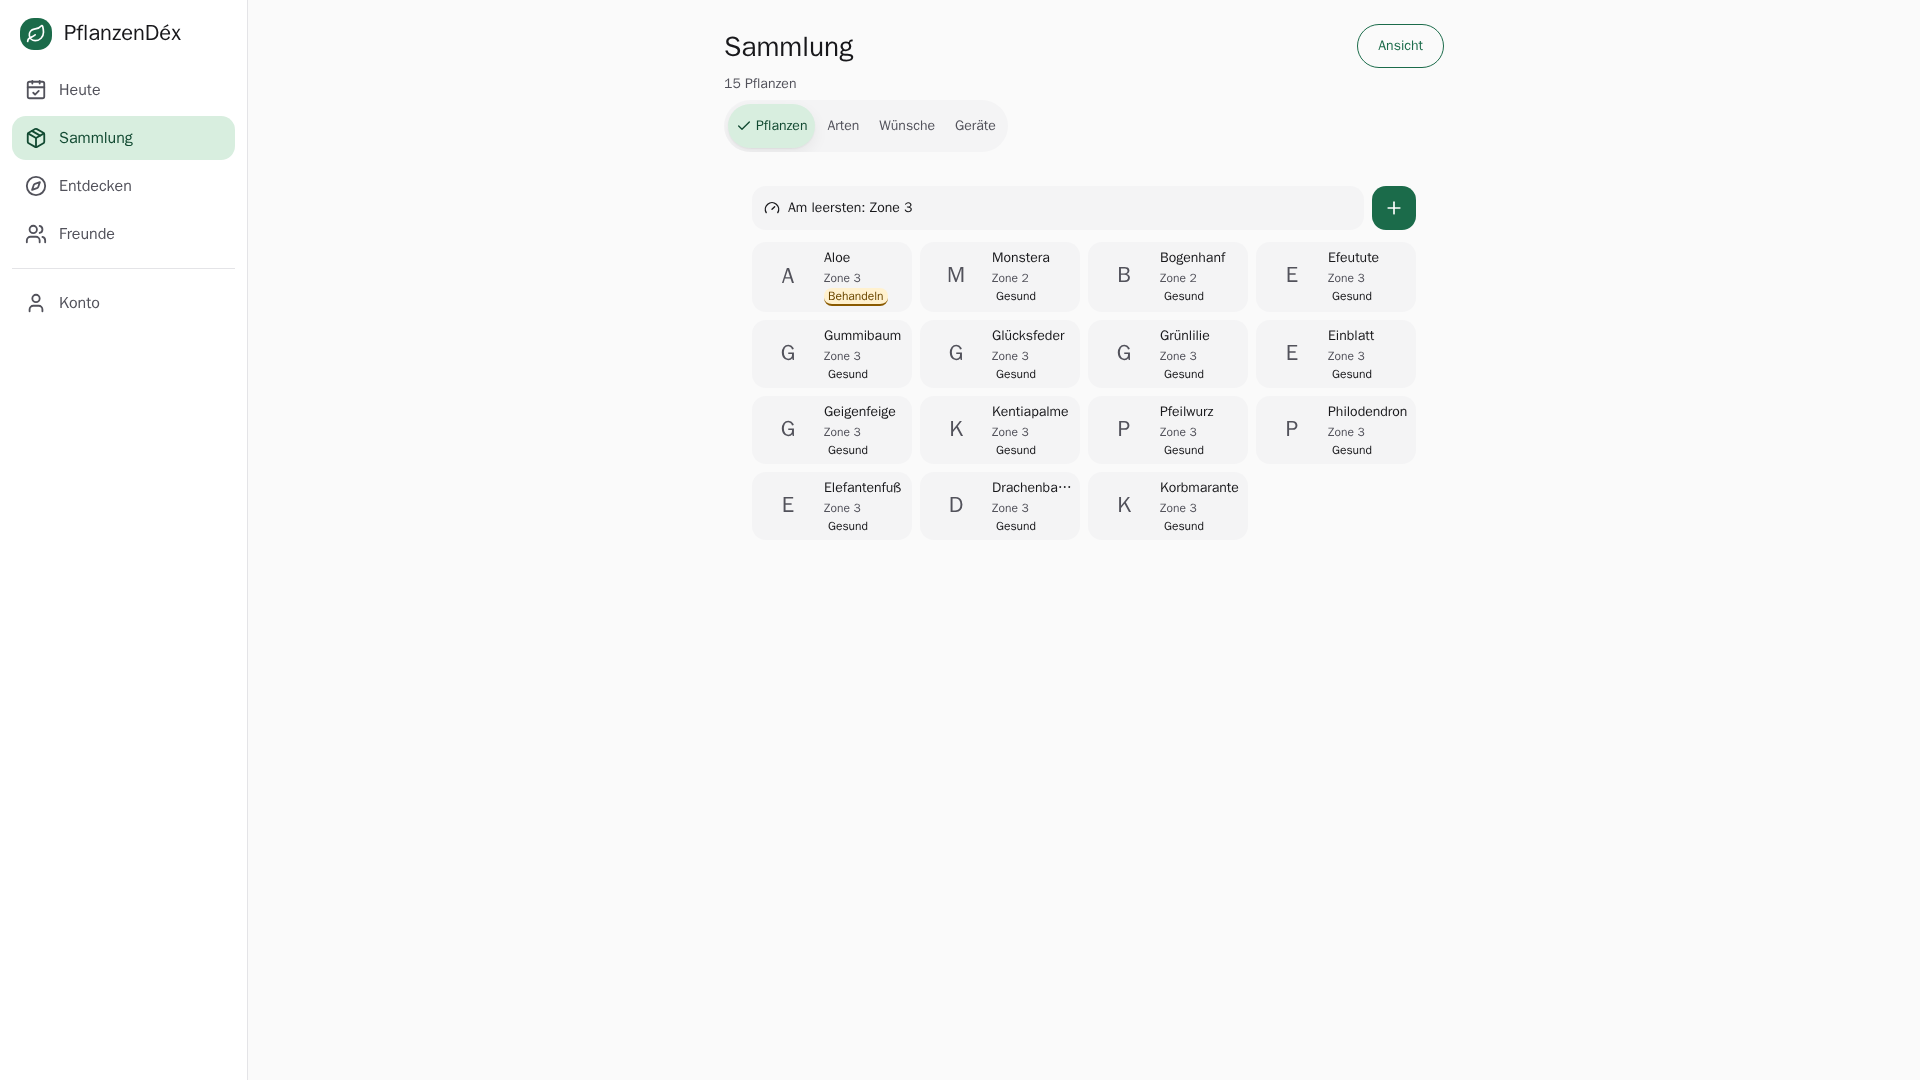 PflanzenDéx
Heute
Sammlung
Entdecken
Freunde
Konto
Sammlung
Ansicht
15 Pflanzen
Pflanzen
Arten
Wünsche
Geräte
Am leersten: Zone 3
A
Aloe
Zone 3
Behandeln
M
Monstera
Zone 2
Gesund
B
Bogenhanf
Zone 2
Gesund
E
Efeutute
Zone 3
Gesund
G
Gummibaum
Zone 3
Gesund
G
Glücksfeder
Zone 3
Gesund
G
Grünlilie
Zone 3
Gesund
E
Einblatt
Zone 3
Gesund
G
Geigenfeige
Zone 3
Gesund
K
Kentiapalme
Zone 3
Gesund
P
Pfeilwurz
Zone 3
Gesund
P
Philodendron
Zone 3
Gesund
E
Elefantenfuß
Zone 3
Gesund
D
Drachenba…
Zone 3
Gesund
K
Korbmarante
Zone 3
Gesund